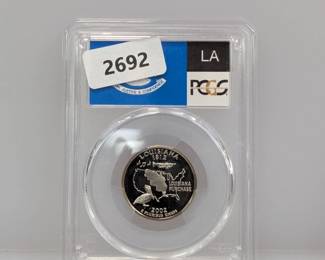 2692
LA
PCGS
LOUISIANA
1812
LOUISIANA
PURCHASE
2002
E PLURIBUS UNUM